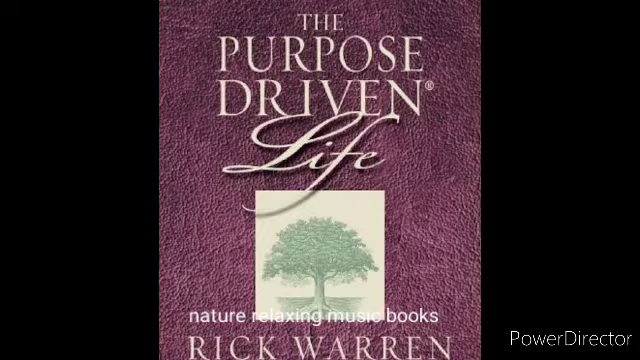 THE
PURPOSE
DRIVEN®
Life
nature relaxing music books
RICK WARREN
PowerDirector